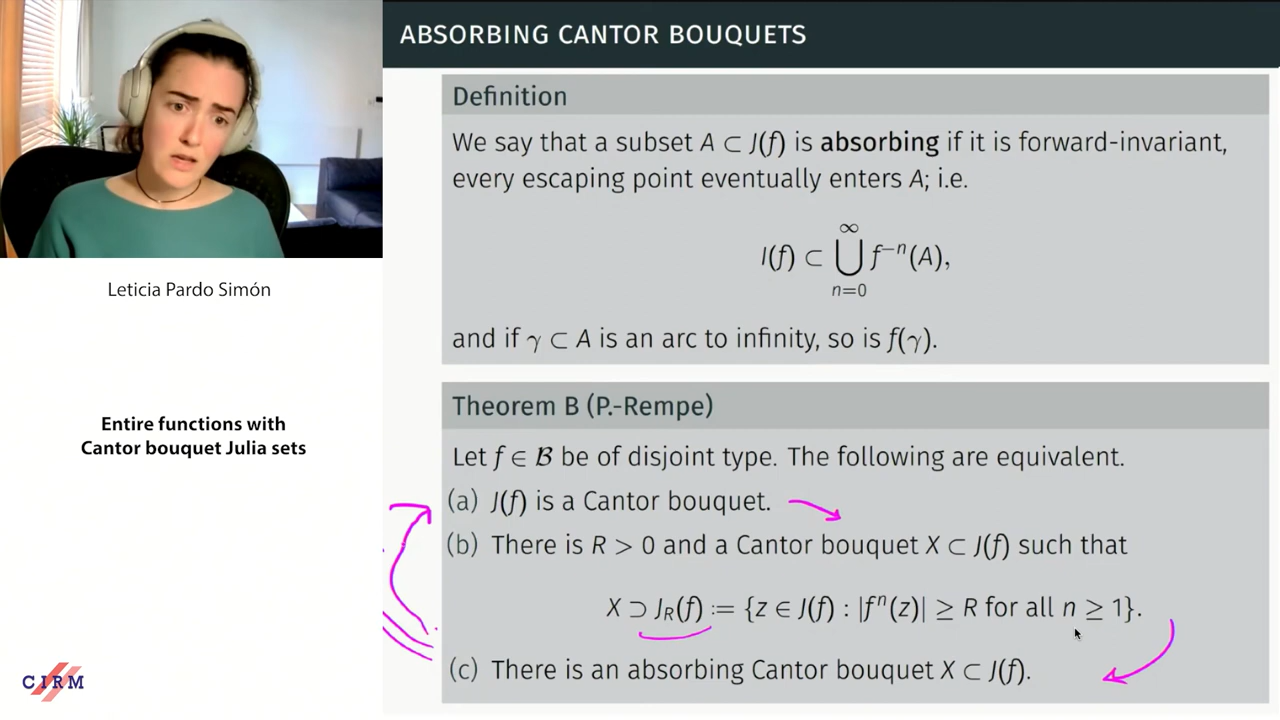 ABSORBING CANTOR BOUQUETS
Definition
We say that a subset A ⊂ J(f) is absorbing if it is forward-invariant,
every escaping point eventually enters A; i.e.
I(f) ⊂ ⋃_{n=0}^{∞} f⁻ⁿ(A),
and if γ ⊂ A is an arc to infinity, so is f(γ).
Theorem B (P.-Rempe)
Let f ∈ ℬ be of disjoint type. The following are equivalent.
(a) J(f) is a Cantor bouquet.
(b) There is R > 0 and a Cantor bouquet X ⊂ J(f) such that
X ⊃ J_R(f) := {z ∈ J(f) : |fⁿ(z)| ≥ R for all n ≥ 1}.
(c) There is an absorbing Cantor bouquet X ⊂ J(f).
Leticia Pardo Simón
Entire functions with
Cantor bouquet Julia sets
CIRM